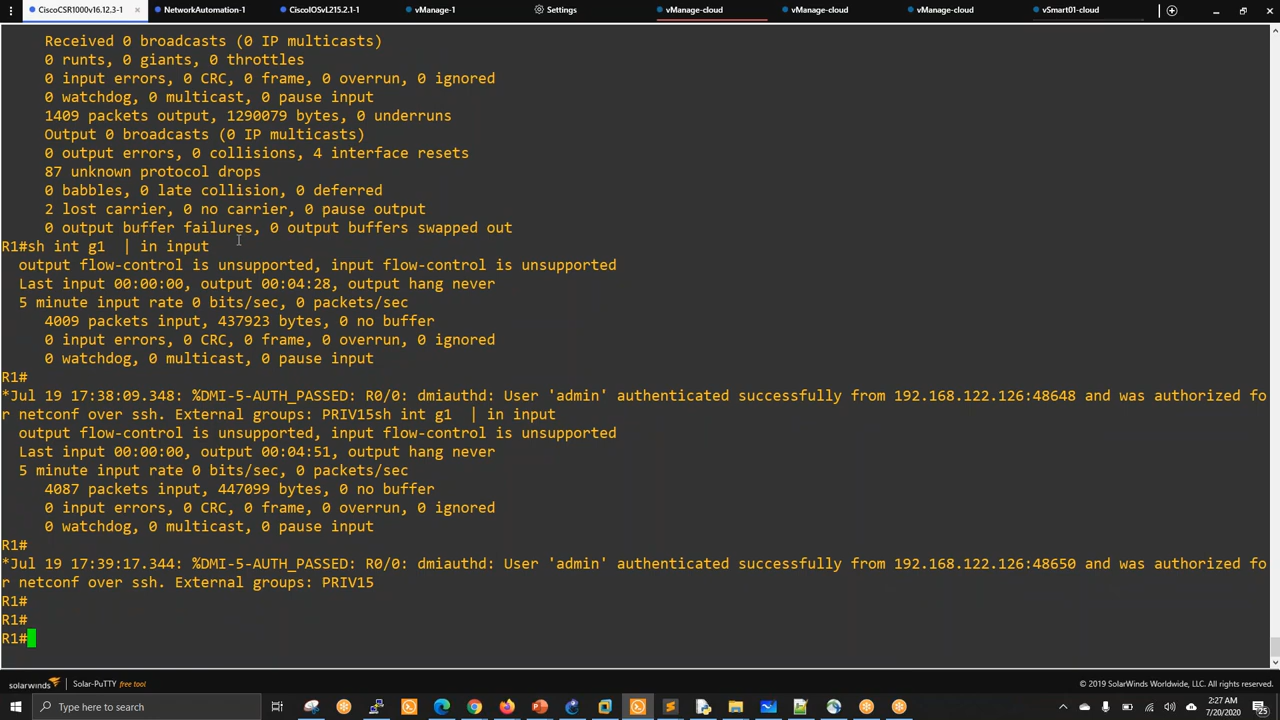 CiscoCSR1000v16.12.3-1
NetworkAutomation-1
CiscoIOSvL215.2.1-1
vManage-1
Settings
vManage-cloud
vManage-cloud
vManage-cloud
vSmart01-cloud
Received 0 broadcasts (0 IP multicasts)
0 runts, 0 giants, 0 throttles
0 input errors, 0 CRC, 0 frame, 0 overrun, 0 ignored
0 watchdog, 0 multicast, 0 pause input
1409 packets output, 1290079 bytes, 0 underruns
Output 0 broadcasts (0 IP multicasts)
0 output errors, 0 collisions, 4 interface resets
87 unknown protocol drops
0 babbles, 0 late collision, 0 deferred
2 lost carrier, 0 no carrier, 0 pause output
0 output buffer failures, 0 output buffers swapped out
R1#sh int g1  | in input
output flow-control is unsupported, input flow-control is unsupported
Last input 00:00:00, output 00:04:28, output hang never
5 minute input rate 0 bits/sec, 0 packets/sec
4009 packets input, 437923 bytes, 0 no buffer
0 input errors, 0 CRC, 0 frame, 0 overrun, 0 ignored
0 watchdog, 0 multicast, 0 pause input
R1#
*Jul 19 17:38:09.348: %DMI-5-AUTH_PASSED: R0/0: dmiauthd: User 'admin' authenticated successfully from 192.168.122.126:48648 and was authorized fo
r netconf over ssh. External groups: PRIV15sh int g1  | in input
output flow-control is unsupported, input flow-control is unsupported
Last input 00:00:00, output 00:04:51, output hang never
5 minute input rate 0 bits/sec, 0 packets/sec
4087 packets input, 447099 bytes, 0 no buffer
0 input errors, 0 CRC, 0 frame, 0 overrun, 0 ignored
0 watchdog, 0 multicast, 0 pause input
R1#
*Jul 19 17:39:17.344: %DMI-5-AUTH_PASSED: R0/0: dmiauthd: User 'admin' authenticated successfully from 192.168.122.126:48650 and was authorized fo
r netconf over ssh. External groups: PRIV15
R1#
R1#
R1#
solarwinds
Solar-PuTTY free tool
© 2019 SolarWinds Worldwide, LLC. All rights reserved.
Type here to search
2:27 AM
7/20/2020
25